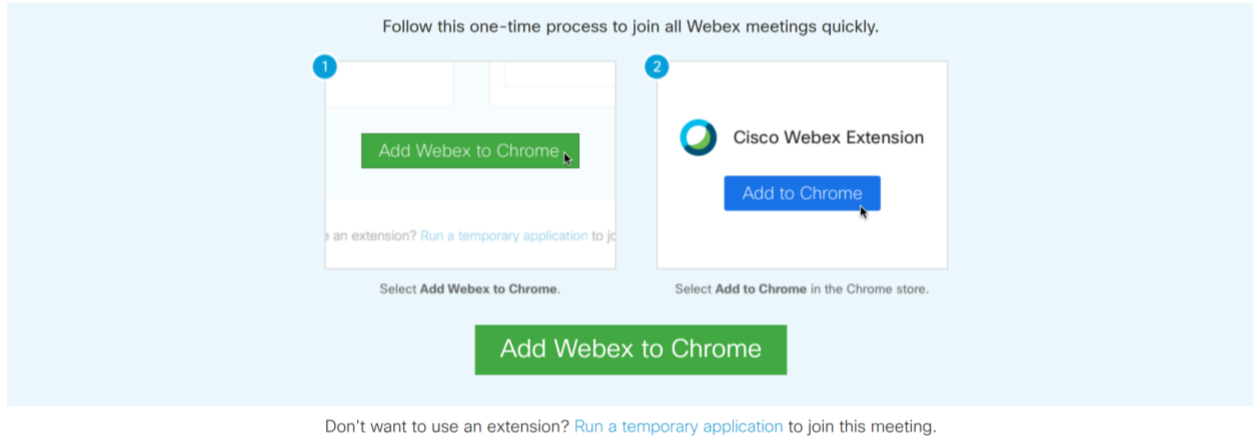 Follow this one-time process to join all Webex meetings quickly.
1
2
Add Webex to Chrome
Cisco Webex Extension
Add to Chrome
an extension? Run a temporary application to
Select Add Webex to Chrome.
Select Add to Chrome in the Chrome store.
Add Webex to Chrome
Don't want to use an extension? Run a temporary application to join this meeting.